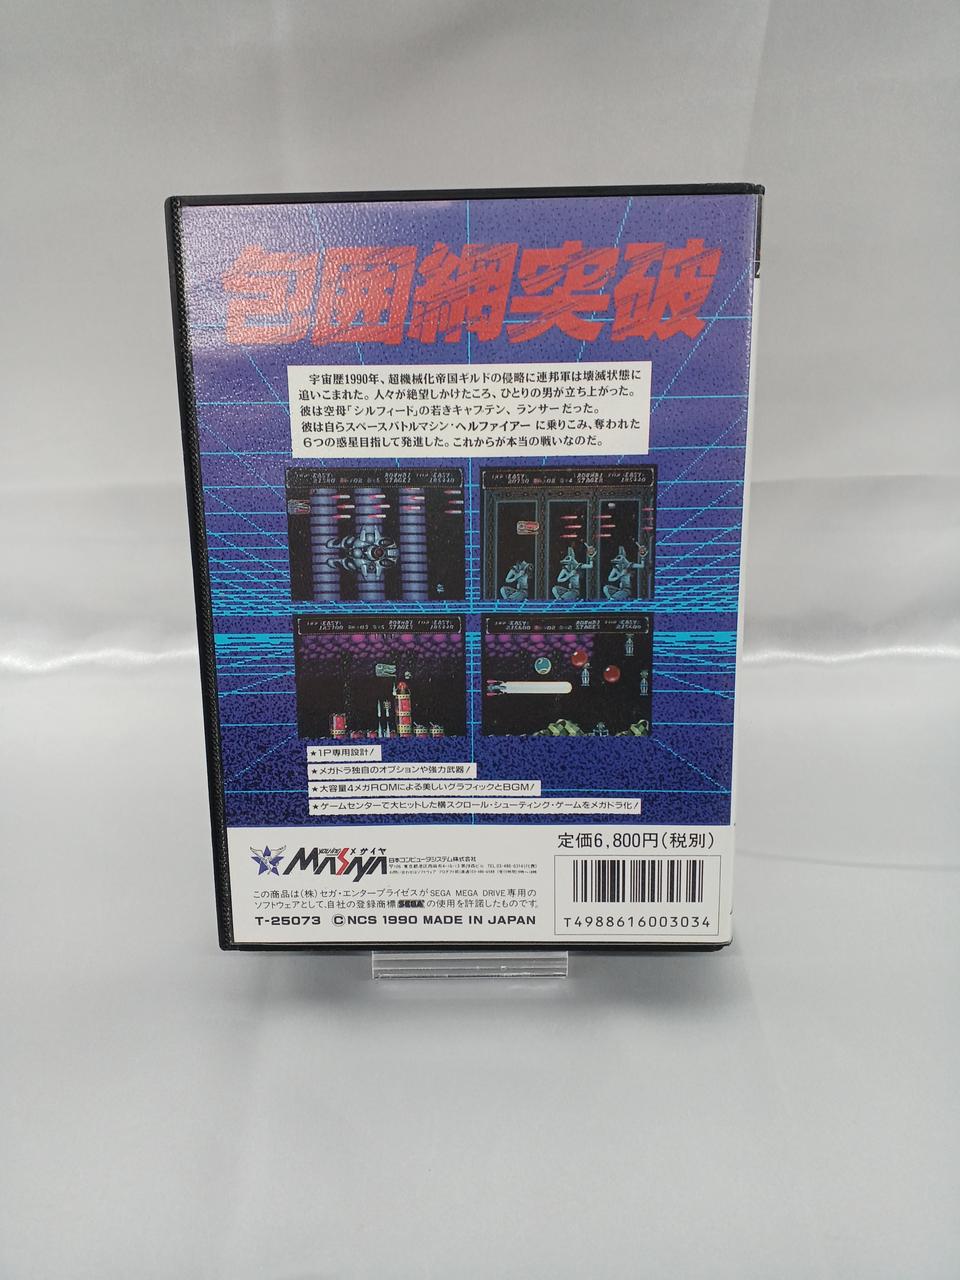 包囲網突破
宇宙歴1990年、超機械化帝国ギルドの侵略に連邦軍は壊滅状態に
追いこまれた。人々が絶望しかけたころ、ひとりの男が立ち上がった。
彼は空母「シルフィード」の若きキャプテン、ランサーだった。
彼は自らスペースバトルマシン・ヘルファイアーに乗りこみ、奪われた
6つの惑星目指して発進した。これからが本当の戦いなのだ。
★1P専用設計!
★メガドラ独自のオプションや強力武器!
★大容量4メガROMによる美しいグラフィックとBGM!
★ゲームセンターで大ヒットした横スクロール・シューティング・ゲームをメガドラ化!
定価6,800円(税別)
メサイヤ
MASAYA
日本コンピュータシステム株式会社
この商品は(株)セガ・エンタープライゼスがSEGA MEGA DRIVE専用の
ソフトウェアとして、自社の登録商標SEGAの使用を許諾したものです。
T-25073 ©NCS 1990 MADE IN JAPAN
T4988616003034